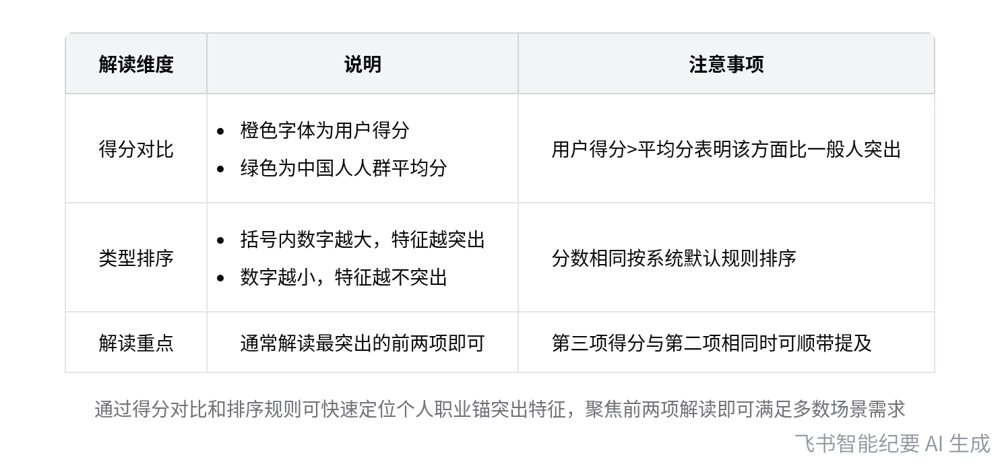 解读维度
说明
注意事项
得分对比
• 橙色字体为用户得分
• 绿色为中国人人群平均分
用户得分>平均分表明该方面比一般人突出
类型排序
• 括号内数字越大，特征越突出
• 数字越小，特征越不突出
分数相同按系统默认规则排序
解读重点
通常解读最突出的前两项即可
第三项得分与第二项相同时可顺带提及
通过得分对比和排序规则可快速定位个人职业锚突出特征，聚焦前两项解读即可满足多数场景需求
飞书智能纪要 AI 生成